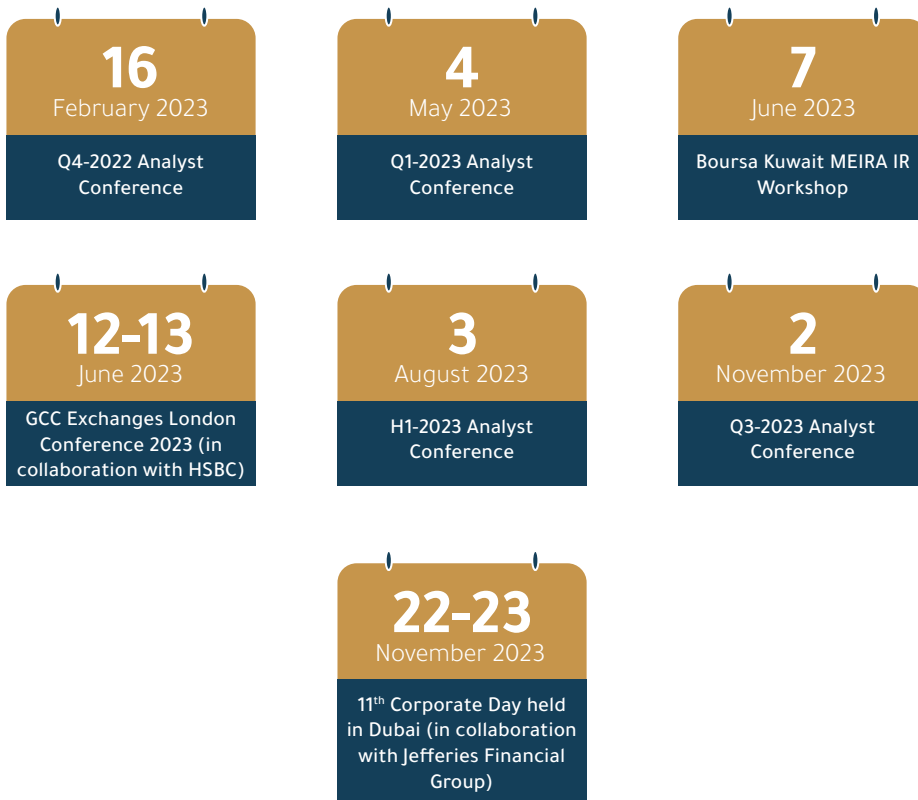 16
February 2023
Q4-2022 Analyst
Conference
4
May 2023
Q1-2023 Analyst
Conference
7
June 2023
Boursa Kuwait MEIRA IR
Workshop
12-13
June 2023
GCC Exchanges London
Conference 2023 (in
collaboration with HSBC)
3
August 2023
H1-2023 Analyst
Conference
2
November 2023
Q3-2023 Analyst
Conference
22-23
November 2023
11th Corporate Day held
in Dubai (in collaboration
with Jefferies Financial
Group)